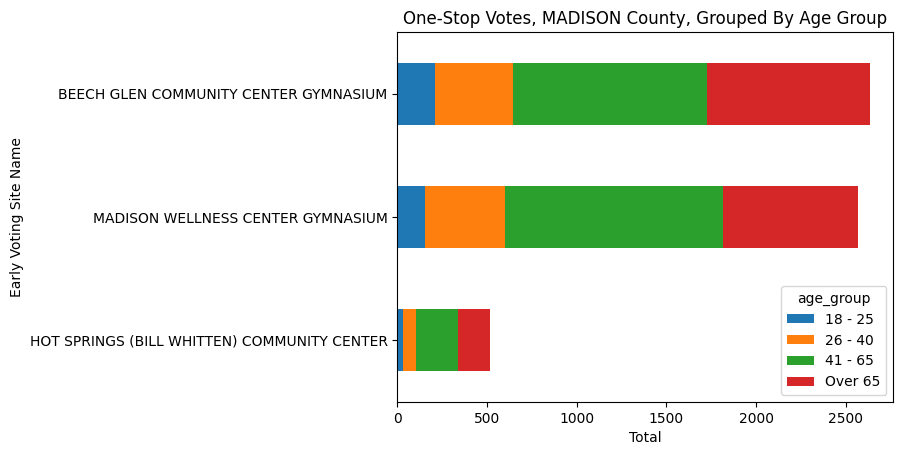 One-Stop Votes, MADISON County, Grouped By Age Group
Early Voting Site Name
BEECH GLEN COMMUNITY CENTER GYMNASIUM
MADISON WELLNESS CENTER GYMNASIUM
HOT SPRINGS (BILL WHITTEN) COMMUNITY CENTER
age_group
18 - 25
26 - 40
41 - 65
Over 65
0 500 1000 1500 2000 2500
Total